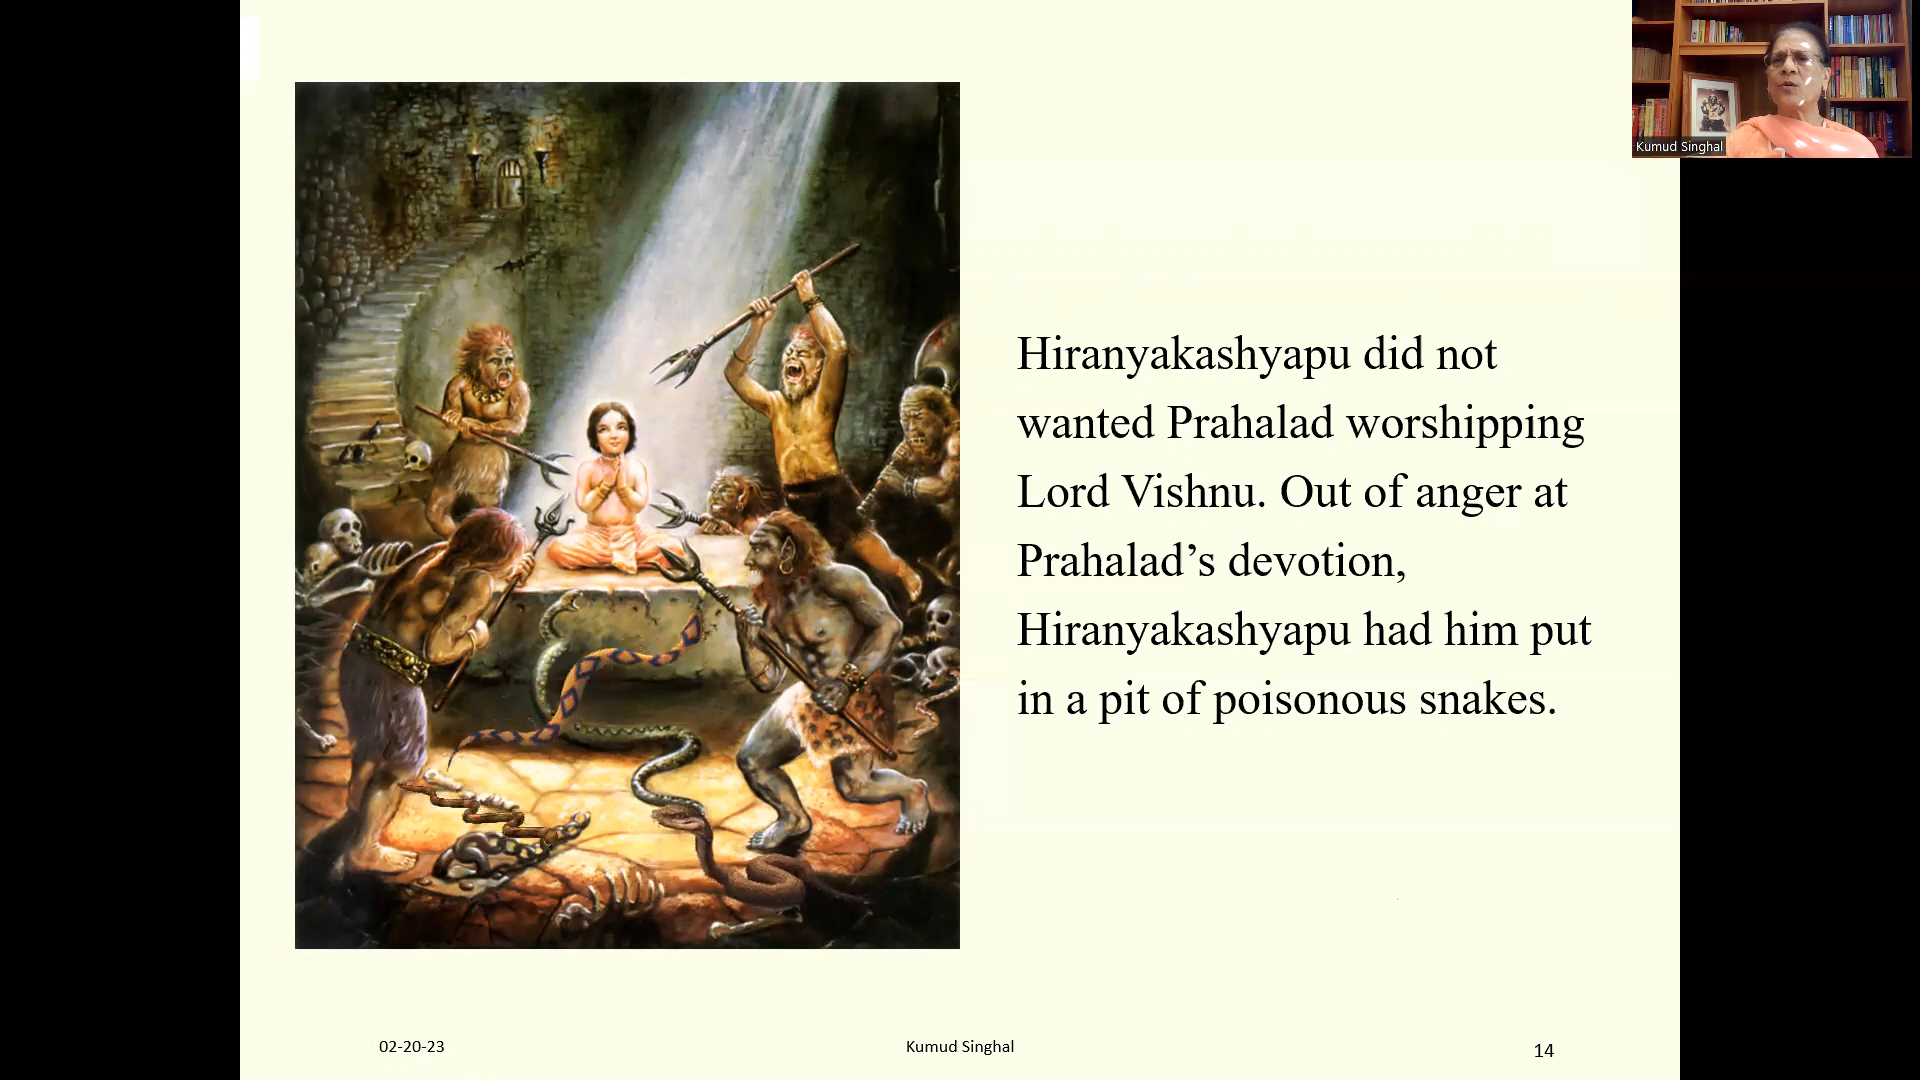 Kumud Singhal
Hiranyakashyapu did not
wanted Prahalad worshipping
Lord Vishnu. Out of anger at
Prahalad’s devotion,
Hiranyakashyapu had him put
in a pit of poisonous snakes.
02-20-23
Kumud Singhal
14